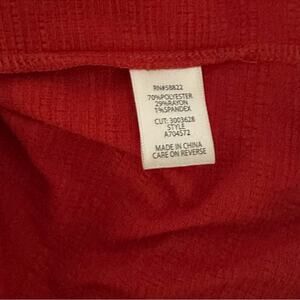 RN#58822
70%POLYESTER
29%RAYON
1%SPANDEX
CUT: 3003628
STYLE
A704572
MADE IN CHINA
CARE ON REVERSE